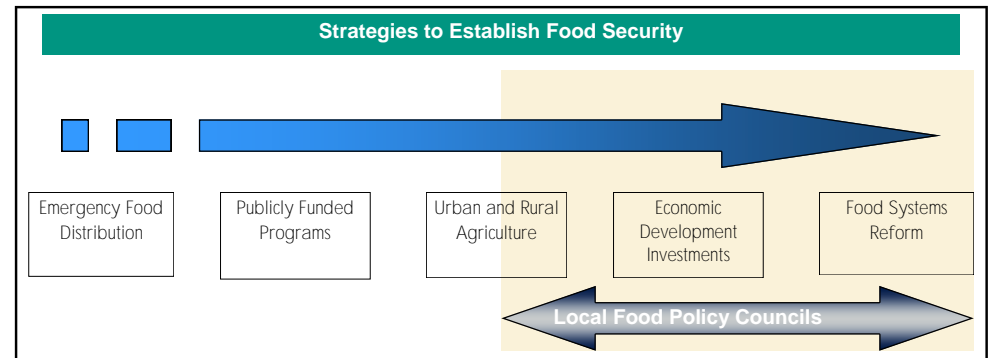 Strategies to Establish Food Security
Emergency Food
Distribution
Publicly Funded
Programs
Urban and Rural
Agriculture
Economic
Development
Investments
Food Systems
Reform
Local Food Policy Councils